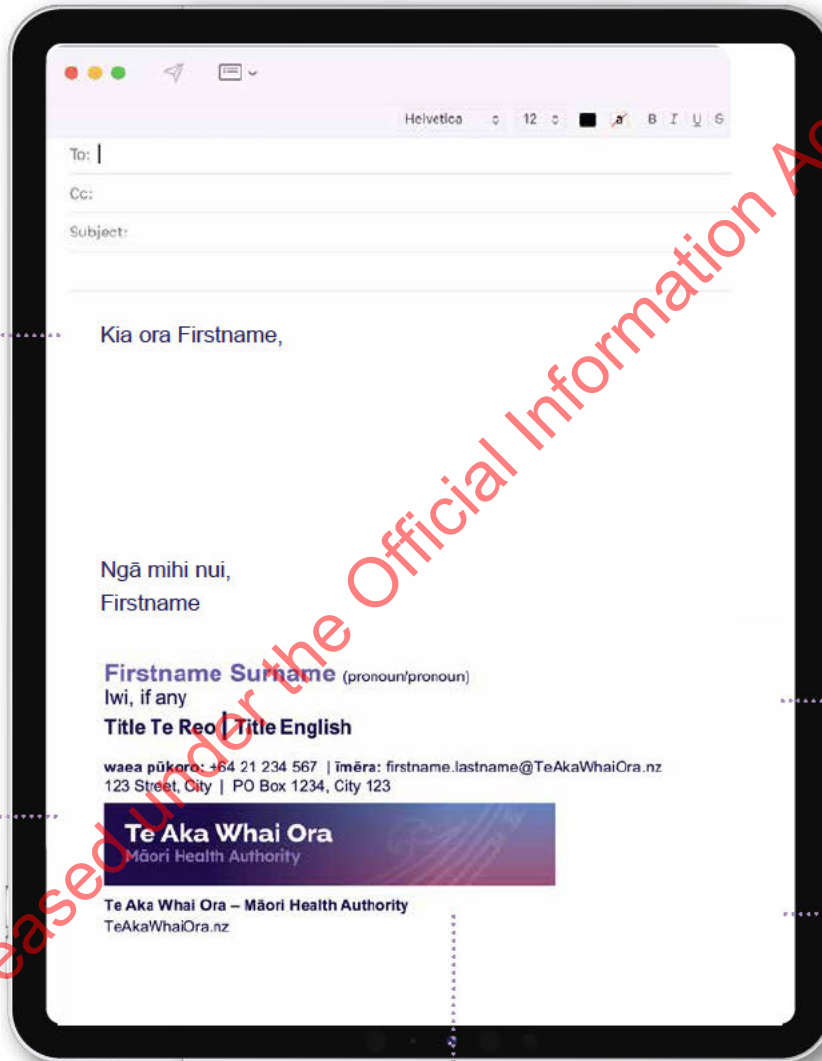 Helvetica 12 a B I U S
To:
Cc:
Subject:
Kia ora Firstname,
Ngā mihi nui,
Firstname
Firstname Surname (pronoun/pronoun)
Iwi, if any
Title Te Reo | Title English
waea pūkoro: +64 21 234 567 | īmēra: firstname.lastname@TeAkaWhaiOra.nz
123 Street, City | PO Box 1234, City 123
Te Aka Whai Ora
Māori Health Authority
Te Aka Whai Ora – Māori Health Authority
TeAkaWhaiOra.nz
eased under the Official Information Ac